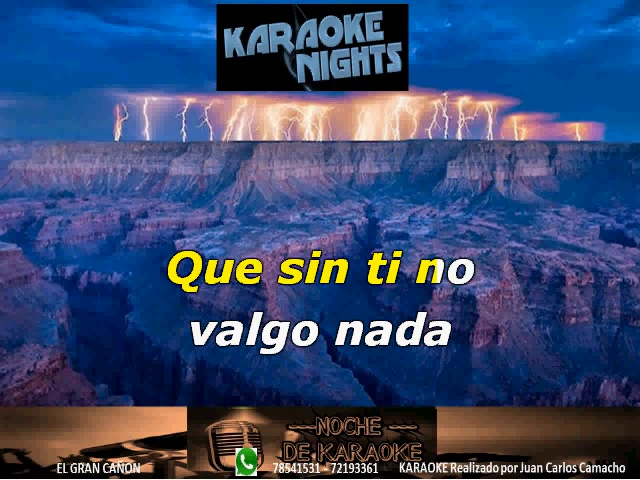 KARAOKE
NIGHTS
Que sin ti no
valgo nada
NOCHE
DE KARAOKE
EL GRAN CAÑON 78541531 - 72193361 KARAOKE Realizado por Juan Carlos Camacho